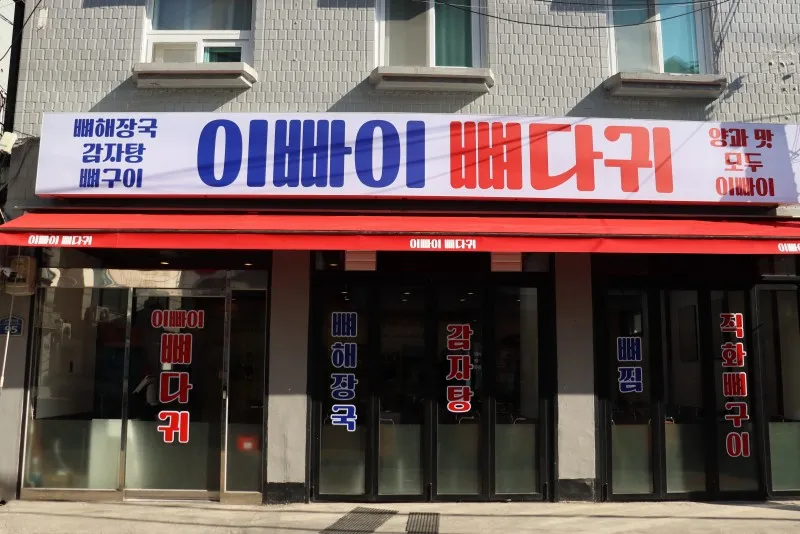 뼈해장국
감자탕
뼈구이
이빠이 뼈다귀
양과 맛
모두
이빠이
이빠이 뼈다귀
이빠이 뼈다귀
이빠이
뼈다귀
뼈해장국
감자탕
뼈찜
직화뼈구이